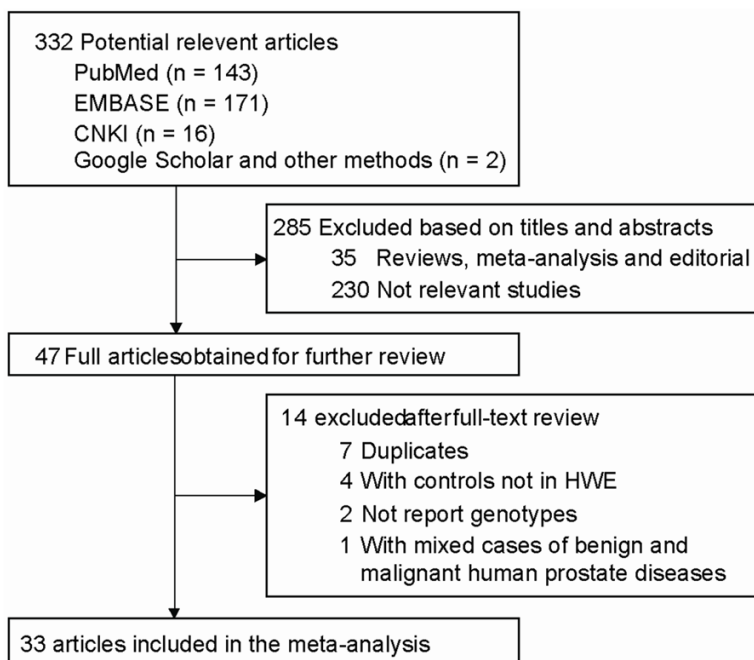 332 Potential relevent articles
PubMed (n = 143)
EMBASE (n = 171)
CNKI (n = 16)
Google Scholar and other methods (n = 2)
285 Excluded based on titles and abstracts
35 Reviews, meta-analysis and editorial
230 Not relevant studies
47 Full articlesobtained for further review
14 excludedafterfull-text review
7 Duplicates
4 With controls not in HWE
2 Not report genotypes
1 With mixed cases of benign and
malignant human prostate diseases
33 articles included in the meta-analysis